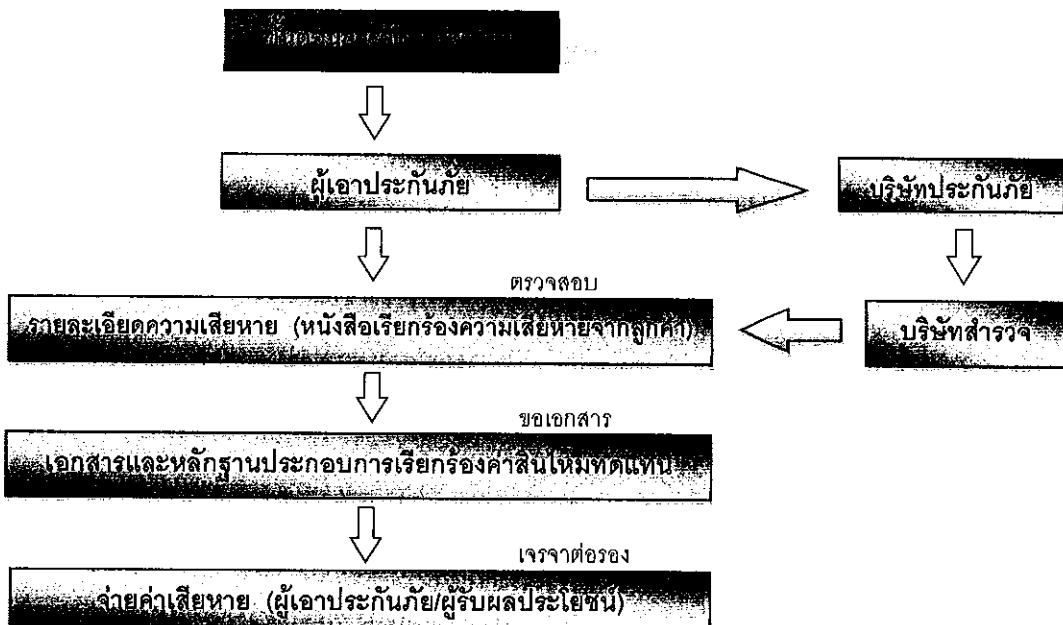 ผู้เอาประกันภัย
บริษัทประกันภัย
ตรวจสอบ
รายละเอียดความเสียหาย (หนังสือเรียกร้องความเสียหายจากลูกค้า)
บริษัทสำรวจ
ขอเอกสาร
เอกสารและหลักฐานประกอบการเรียกร้องค่าสินไหมทดแทน
เจรจาต่อรอง
จ่ายค่าเสียหาย (ผู้เอาประกันภัย/ผู้รับผลประโยชน์)